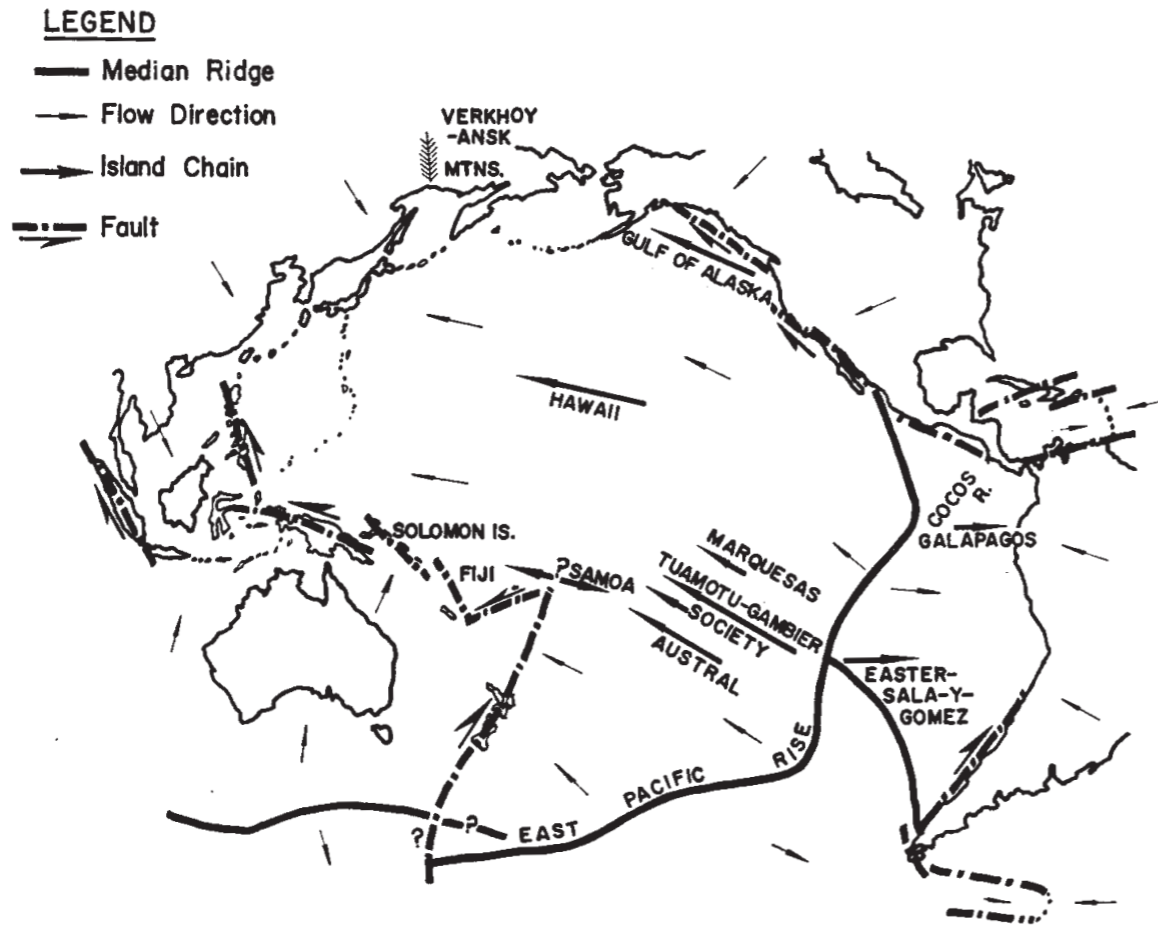 LEGEND
Median Ridge
Flow Direction
Island Chain
Fault
VERKHOY
-ANSK
MTNS.
GULF OF ALASKA
HAWAII
COCOS
R.
GALAPAGOS
SOLOMON IS.
FIJI
?
SAMOA
MARQUESAS
TUAMOTU-GAMBIER
SOCIETY
AUSTRAL
EASTER-
SALA-Y-
GOMEZ
EAST PACIFIC RISE
?
?